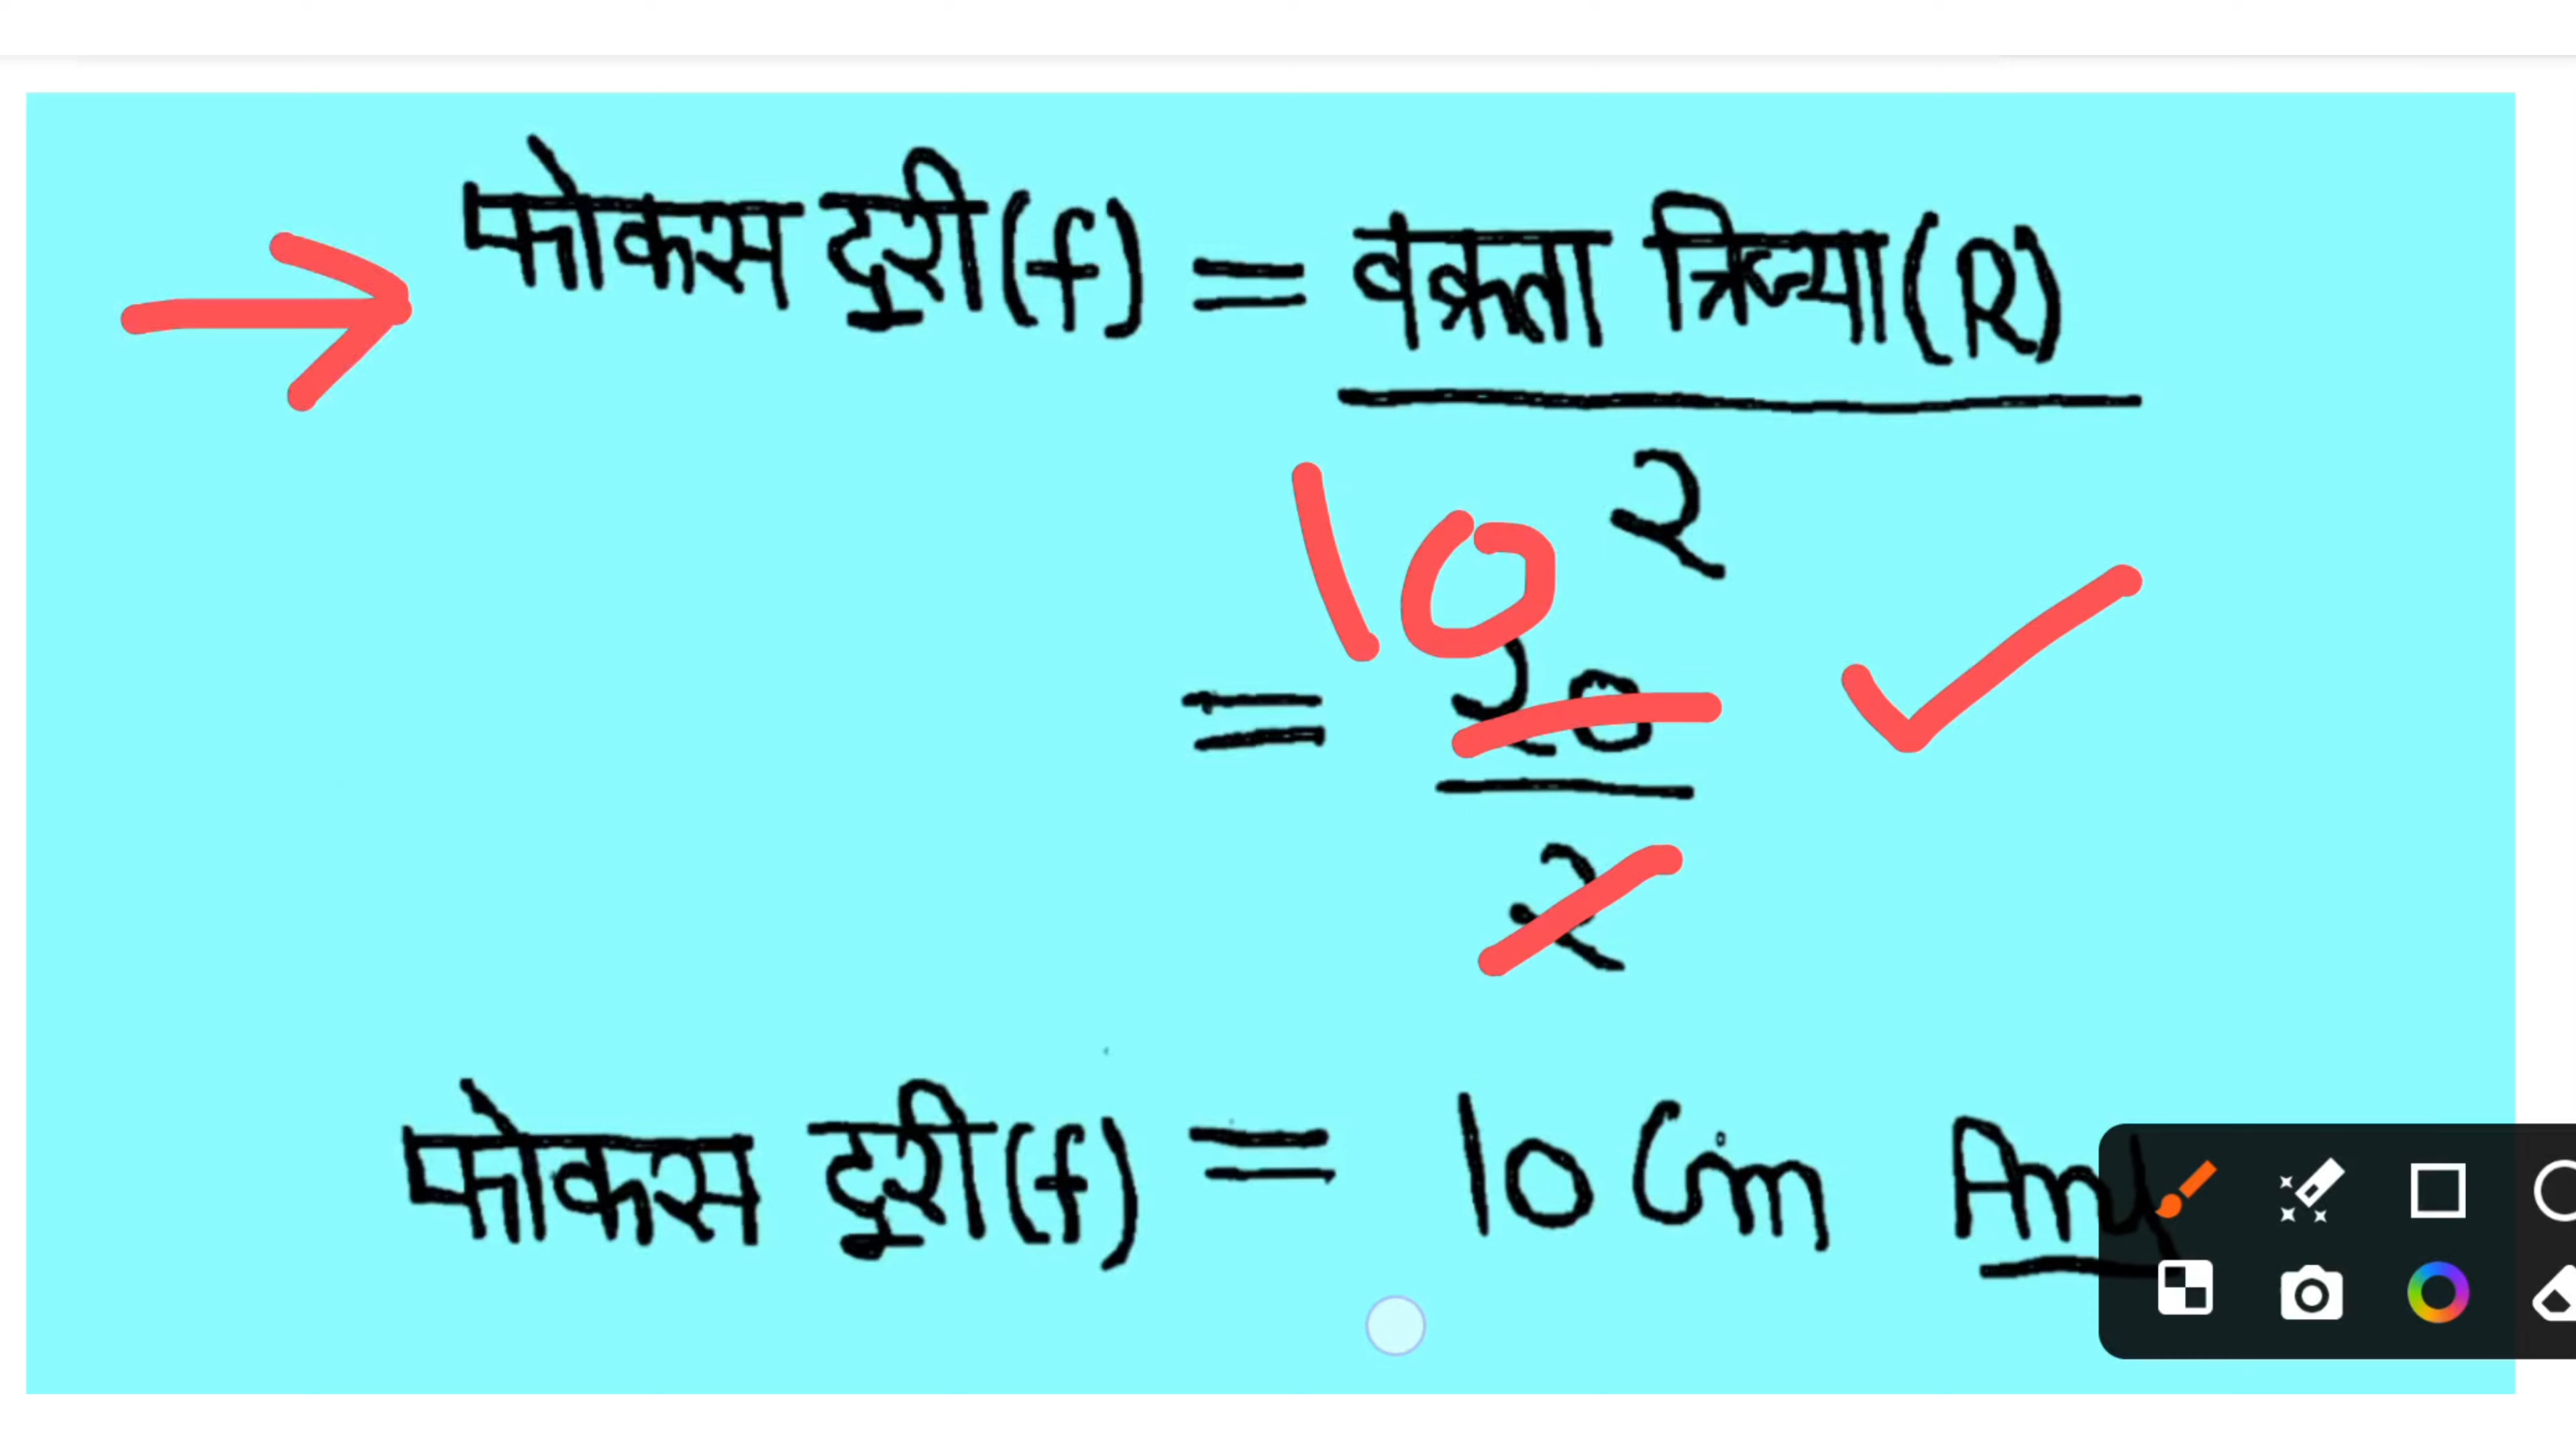 फोकस दूरी (f) = वक्रता त्रिज्या (R)
2
10
= 20
2
फोकस दूरी (f) = 10 Cm Ans